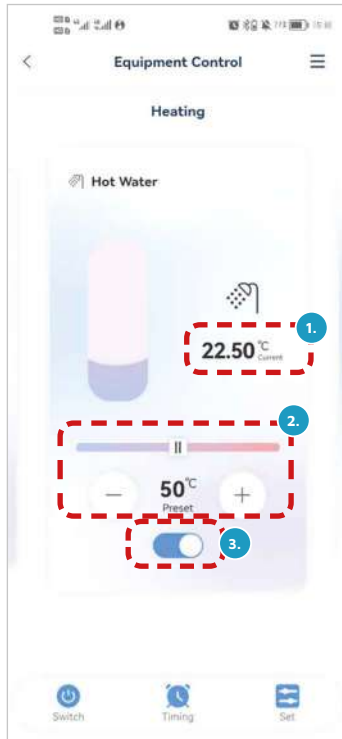 Equipment Control
Heating
Hot Water
1.
22.50 °C
Current
2.
50°C
Preset
3.
Switch
Timing
Set